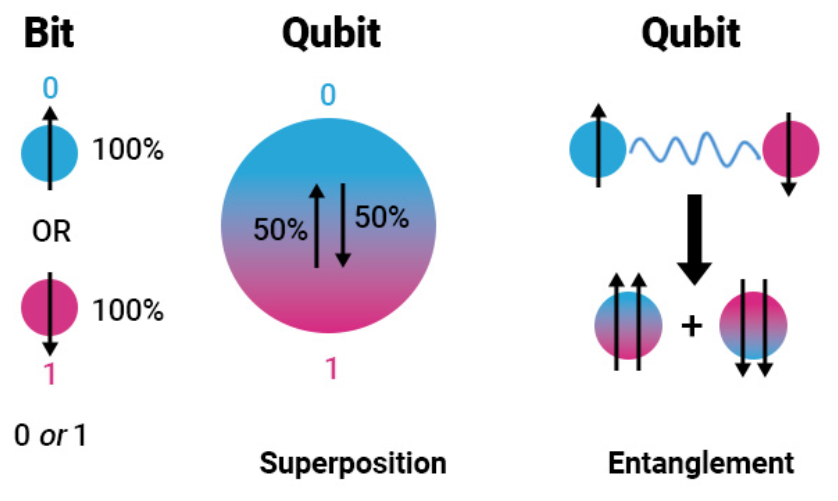 Bit
0
100%
OR
100%
1
0 or 1
Qubit
0
50% 50%
1
Superposition
Qubit
+
Entanglement